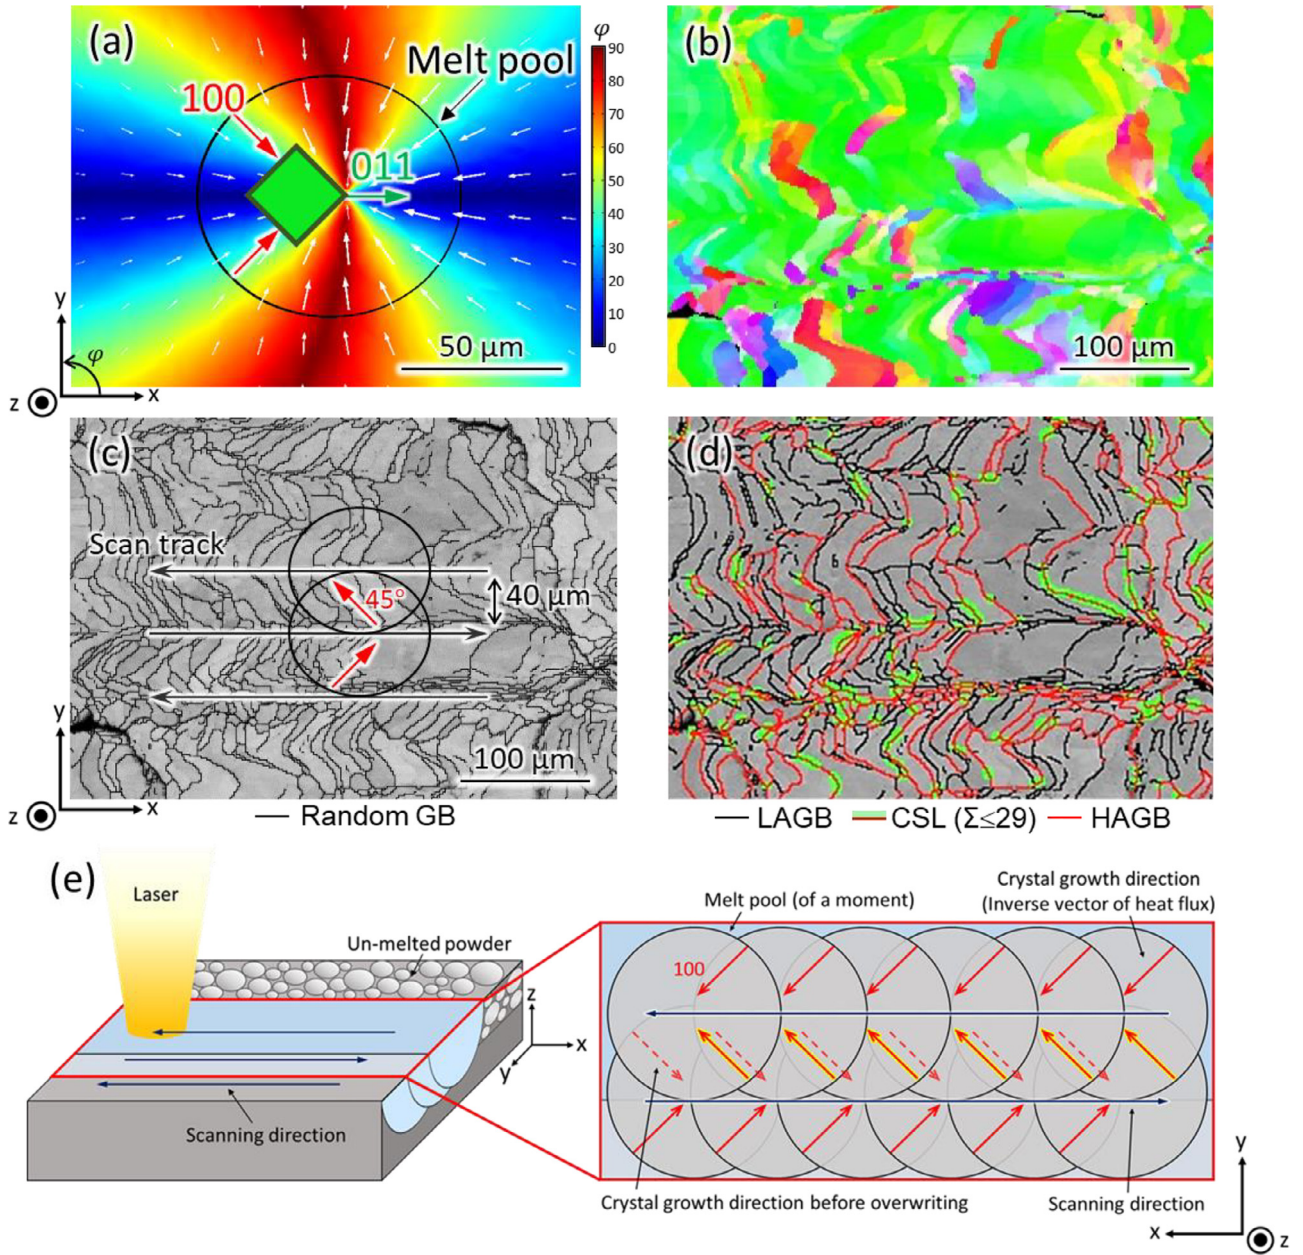 (a)
φ
Melt pool
100
011
90
80
70
60
50
40
30
20
10
0
50 μm
y
φ
z
x
(b)
100 μm
(c)
Scan track
45°
40 μm
100 μm
y
z
x
— Random GB
(d)
— LAGB — CSL (Σ≤29) — HAGB
(e)
Laser
Un-melted powder
z
x
y
Scanning direction
Melt pool (of a moment)
Crystal growth direction
(Inverse vector of heat flux)
100
Crystal growth direction before overwriting
Scanning direction
y
x
z